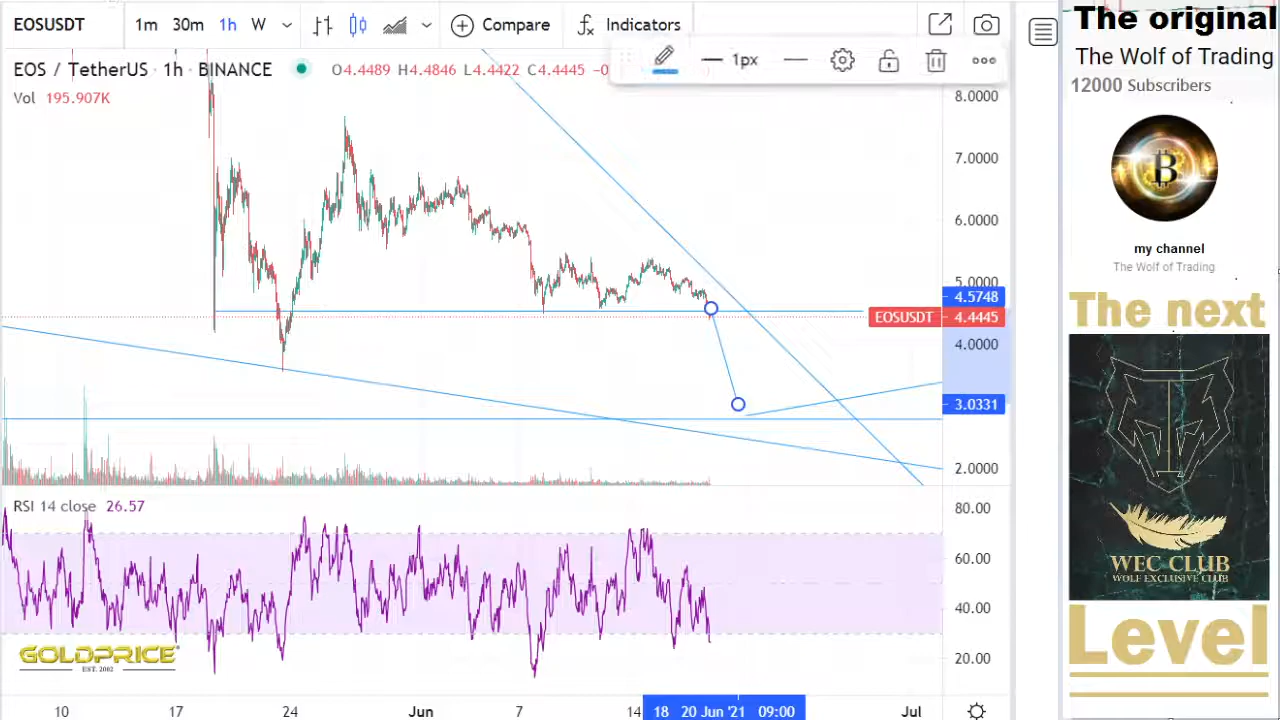 EOSUSDT 1m 30m 1h W Compare Indicators
EOS / TetherUS · 1h · BINANCE O4.4489 H4.4846 L4.4422 C4.4445 −0
1px
Vol 195.907K
8.0000
7.0000
6.0000
5.0000
4.5748
EOSUSDT 4.4445
4.0000
3.0331
2.0000
RSI 14 close 26.57
80.00
60.00
40.00
20.00
GOLDPRICE
EST. 2002
10 17 24 Jun 7 14 18 20 Jun '21 09:00 Jul
The original
The Wolf of Trading
12000 Subscribers
B
my channel
The Wolf of Trading
The next
WEC CLUB
WOLF EXCLUSIVE CLUB
Level